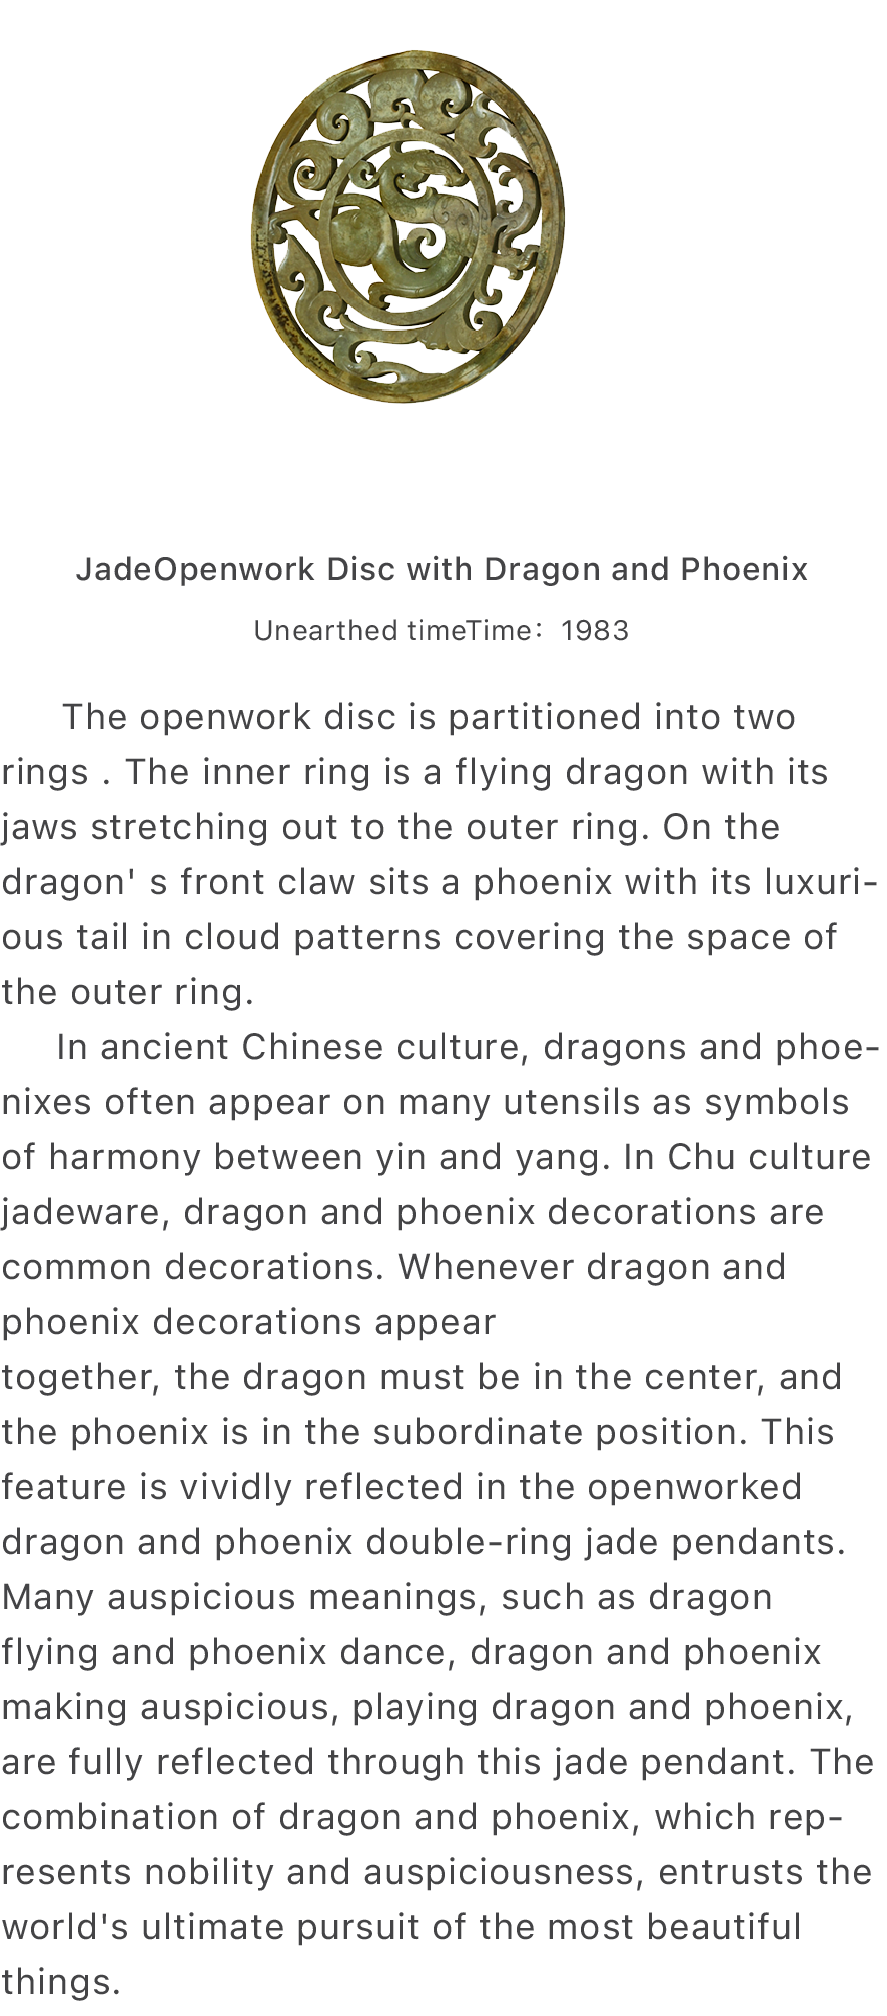 JadeOpenwork Disc with Dragon and Phoenix
Unearthed timeTime：1983
The openwork disc is partitioned into two
rings . The inner ring is a flying dragon with its
jaws stretching out to the outer ring. On the
dragon' s front claw sits a phoenix with its luxuri-
ous tail in cloud patterns covering the space of
the outer ring.
In ancient Chinese culture, dragons and phoe-
nixes often appear on many utensils as symbols
of harmony between yin and yang. In Chu culture
jadeware, dragon and phoenix decorations are
common decorations. Whenever dragon and
phoenix decorations appear
together, the dragon must be in the center, and
the phoenix is in the subordinate position. This
feature is vividly reflected in the openworked
dragon and phoenix double-ring jade pendants.
Many auspicious meanings, such as dragon
flying and phoenix dance, dragon and phoenix
making auspicious, playing dragon and phoenix,
are fully reflected through this jade pendant. The
combination of dragon and phoenix, which rep-
resents nobility and auspiciousness, entrusts the
world's ultimate pursuit of the most beautiful
things.